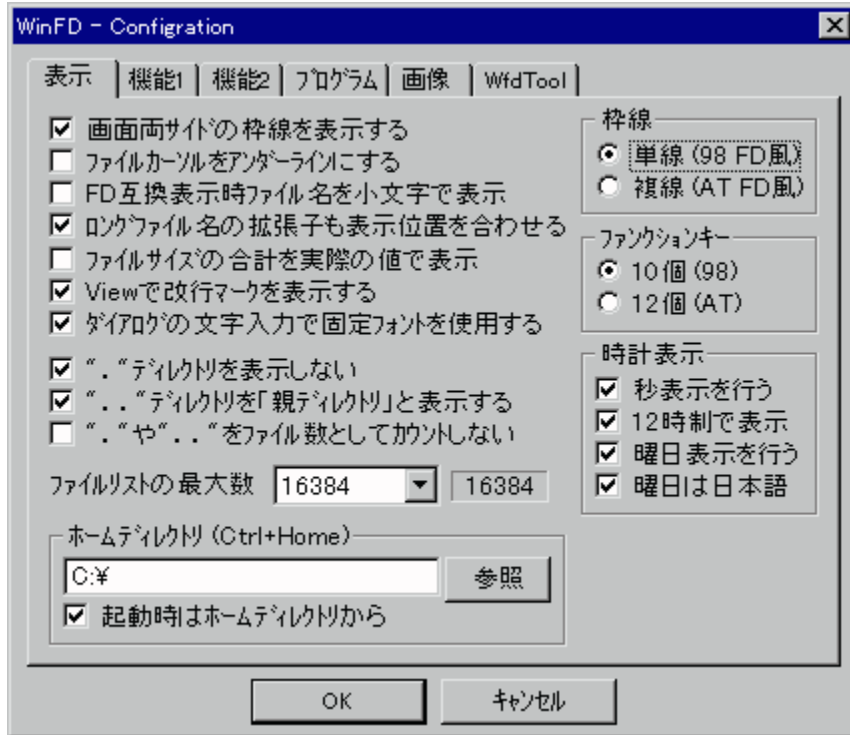 WinFD - Configration
表示 機能1 機能2 ﾌﾟﾛｸﾞﾗﾑ 画像 WfdTool
画面両ｻｲﾄﾞの枠線を表示する
ﾌｧｲﾙｶｰｿﾙをｱﾝﾀﾞｰﾗｲﾝにする
FD互換表示時ﾌｧｲﾙ名を小文字で表示
ﾛﾝｸﾞﾌｧｲﾙ名の拡張子も表示位置を合わせる
ﾌｧｲﾙｻｲｽﾞの合計を実際の値で表示
Viewで改行ﾏｰｸを表示する
ﾀﾞｲｱﾛｸﾞの文字入力で固定ﾌｫﾝﾄを使用する
"."ﾃﾞｨﾚｸﾄﾘを表示しない
".."ﾃﾞｨﾚｸﾄﾘを｢親ﾃﾞｨﾚｸﾄﾘ｣と表示する
"."や".."をﾌｧｲﾙ数としてｶｳﾝﾄしない
ﾌｧｲﾙﾘｽﾄの最大数 16384 16384
ﾎｰﾑﾃﾞｨﾚｸﾄﾘ (Ctrl+Home)
C:¥ 参照
起動時はﾎｰﾑﾃﾞｨﾚｸﾄﾘから
枠線
単線 (98 FD風)
複線 (AT FD風)
ﾌｧﾝｸｼｮﾝｷｰ
10個 (98)
12個 (AT)
時計表示
秒表示を行う
12時制で表示
曜日表示を行う
曜日は日本語
OK ｷｬﾝｾﾙ